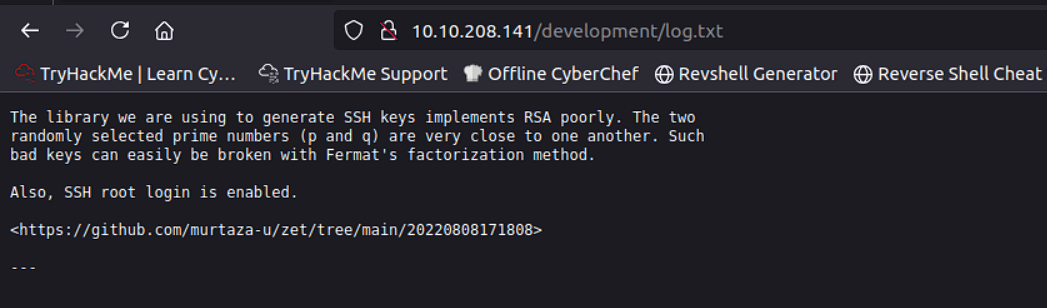 10.10.208.141/development/log.txt
TryHackMe | Learn Cy... TryHackMe Support Offline CyberChef Revshell Generator Reverse Shell Cheat
The library we are using to generate SSH keys implements RSA poorly. The two
randomly selected prime numbers (p and q) are very close to one another. Such
bad keys can easily be broken with Fermat's factorization method.
Also, SSH root login is enabled.
<https://github.com/murtaza-u/zet/tree/main/20220808171808>
---